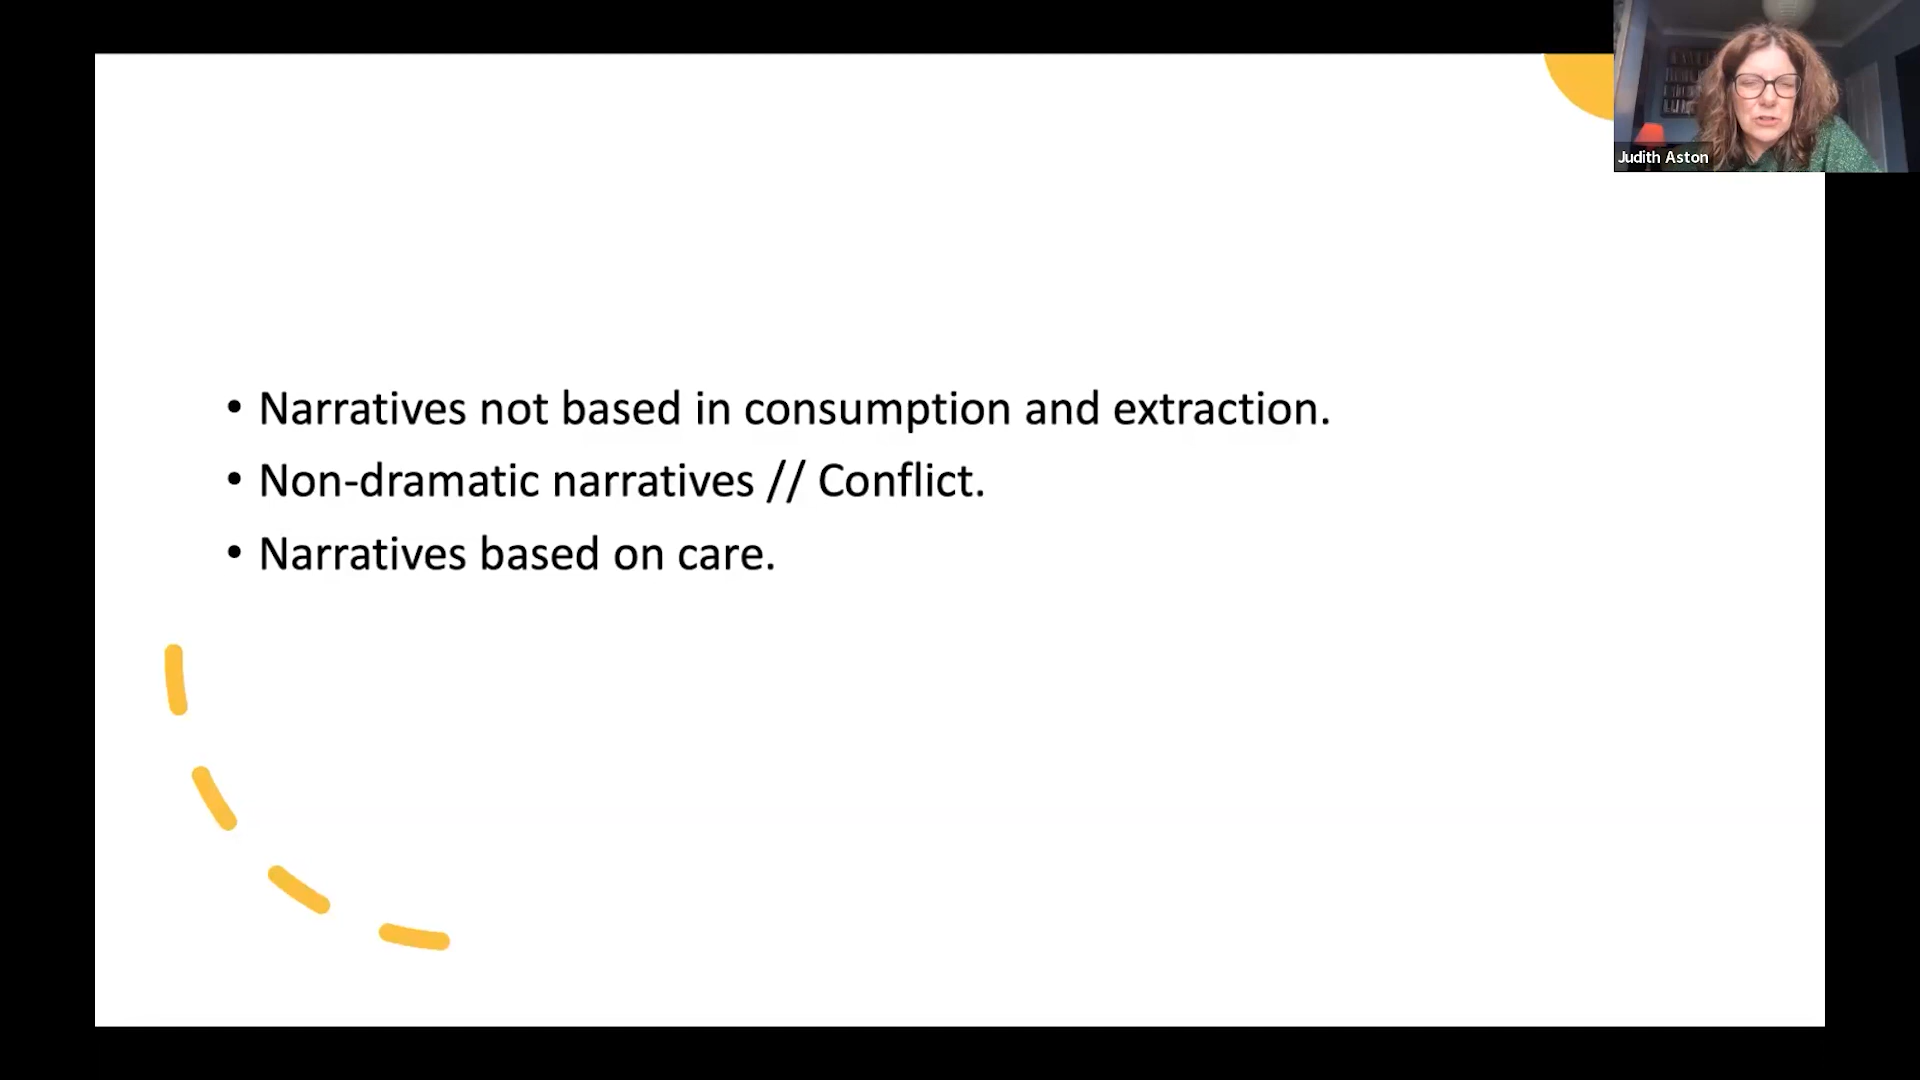 Judith Aston
• Narratives not based in consumption and extraction.
• Non-dramatic narratives // Conflict.
• Narratives based on care.